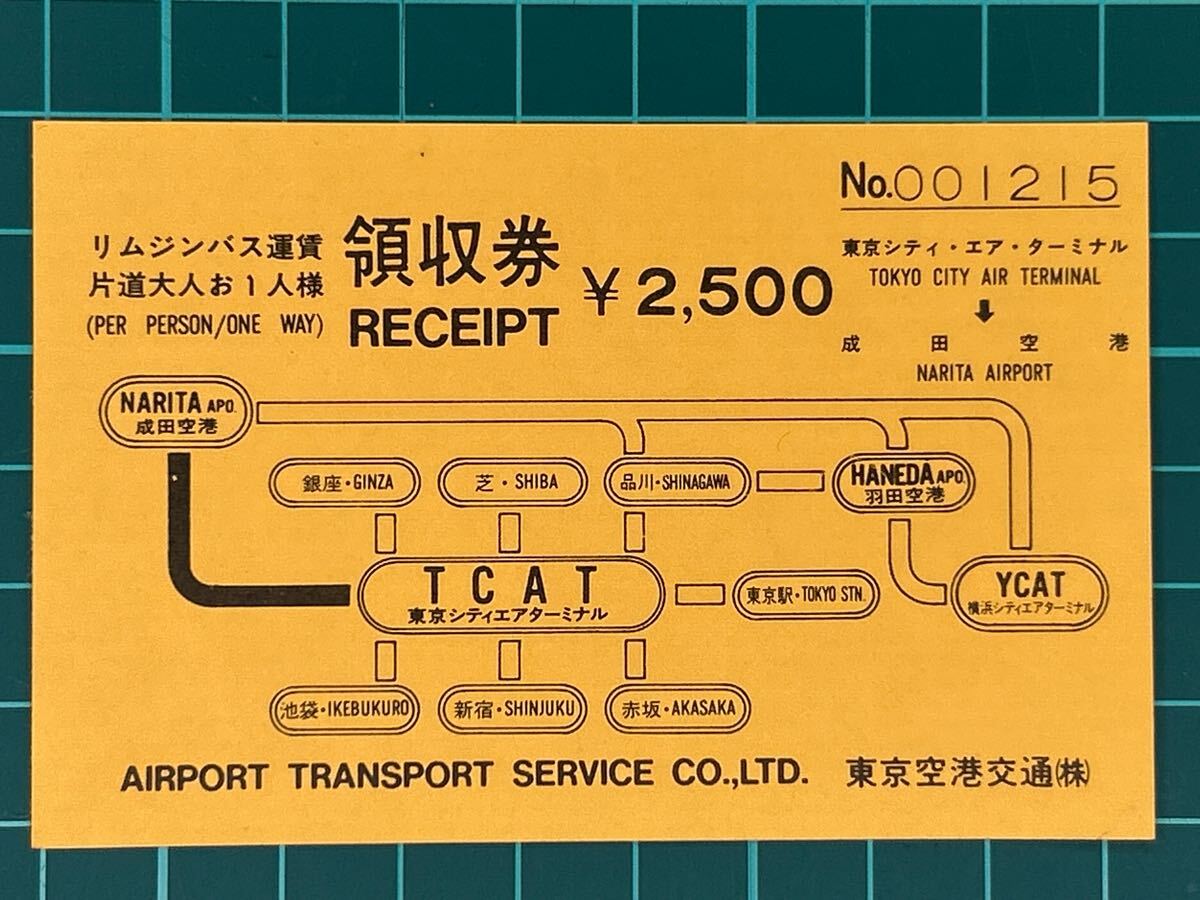 No.001215
リムジンバス運賃
片道大人お1人様
(PER PERSON/ONE WAY)
領収券
RECEIPT
¥2,500
東京シティ・エア・ターミナル
TOKYO CITY AIR TERMINAL
⬇
成田空港
NARITA AIRPORT
NARITA APO.
成田空港
銀座・GINZA
芝・SHIBA
品川・SHINAGAWA
HANEDA APO.
羽田空港
TCAT
東京シティエアターミナル
東京駅・TOKYO STN.
YCAT
横浜シティエアターミナル
池袋・IKEBUKURO
新宿・SHINJUKU
赤坂・AKASAKA
AIRPORT TRANSPORT SERVICE CO.,LTD. 東京空港交通㈱